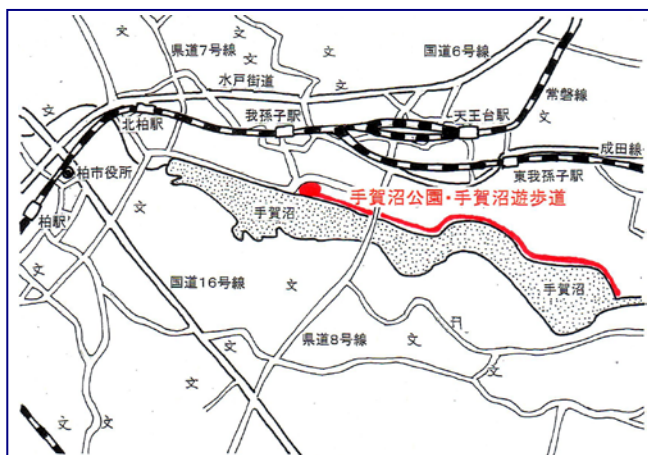 文
文
県道7号線
文
国道6号線
文
水戸街道
文
常磐線
文
我孫子駅
天王台駅
北柏駅
文
成田線
柏市役所
東我孫子駅
手賀沼公園・手賀沼遊歩道
柏駅
文
手賀沼
文
国道16号線
文
手賀沼
文
県道8号線
文
文
文
文
文
文
文